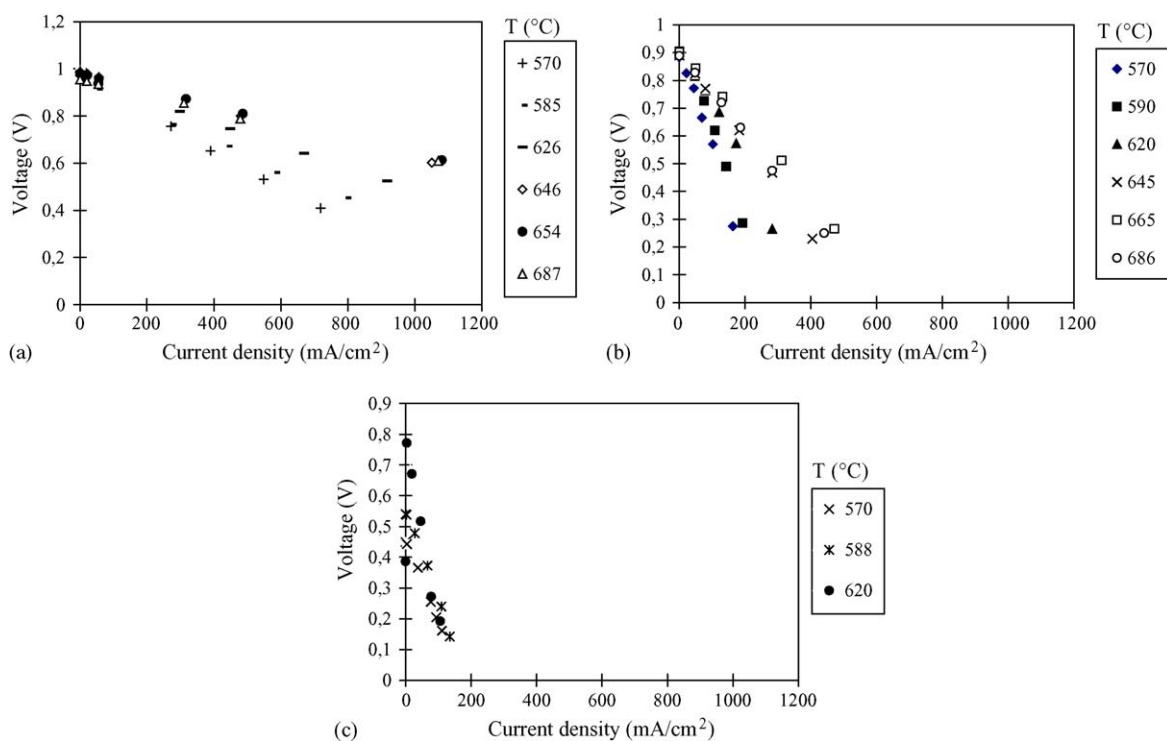 1,2
1
0,8
0,6
0,4
0,2
0
Voltage (V)
0 200 400 600 800 1000 1200
Current density (mA/cm²)
(a)
T (°C)
570
585
626
646
654
687
1
0,9
0,8
0,7
0,6
0,5
0,4
0,3
0,2
0,1
0
Voltage (V)
0 200 400 600 800 1000 1200
Current density (mA/cm²)
(b)
T (°C)
570
590
620
645
665
686
0,9
0,8
0,7
0,6
0,5
0,4
0,3
0,2
0,1
0
Voltage (V)
0 200 400 600 800 1000 1200
Current density (mA/cm²)
(c)
T (°C)
570
588
620